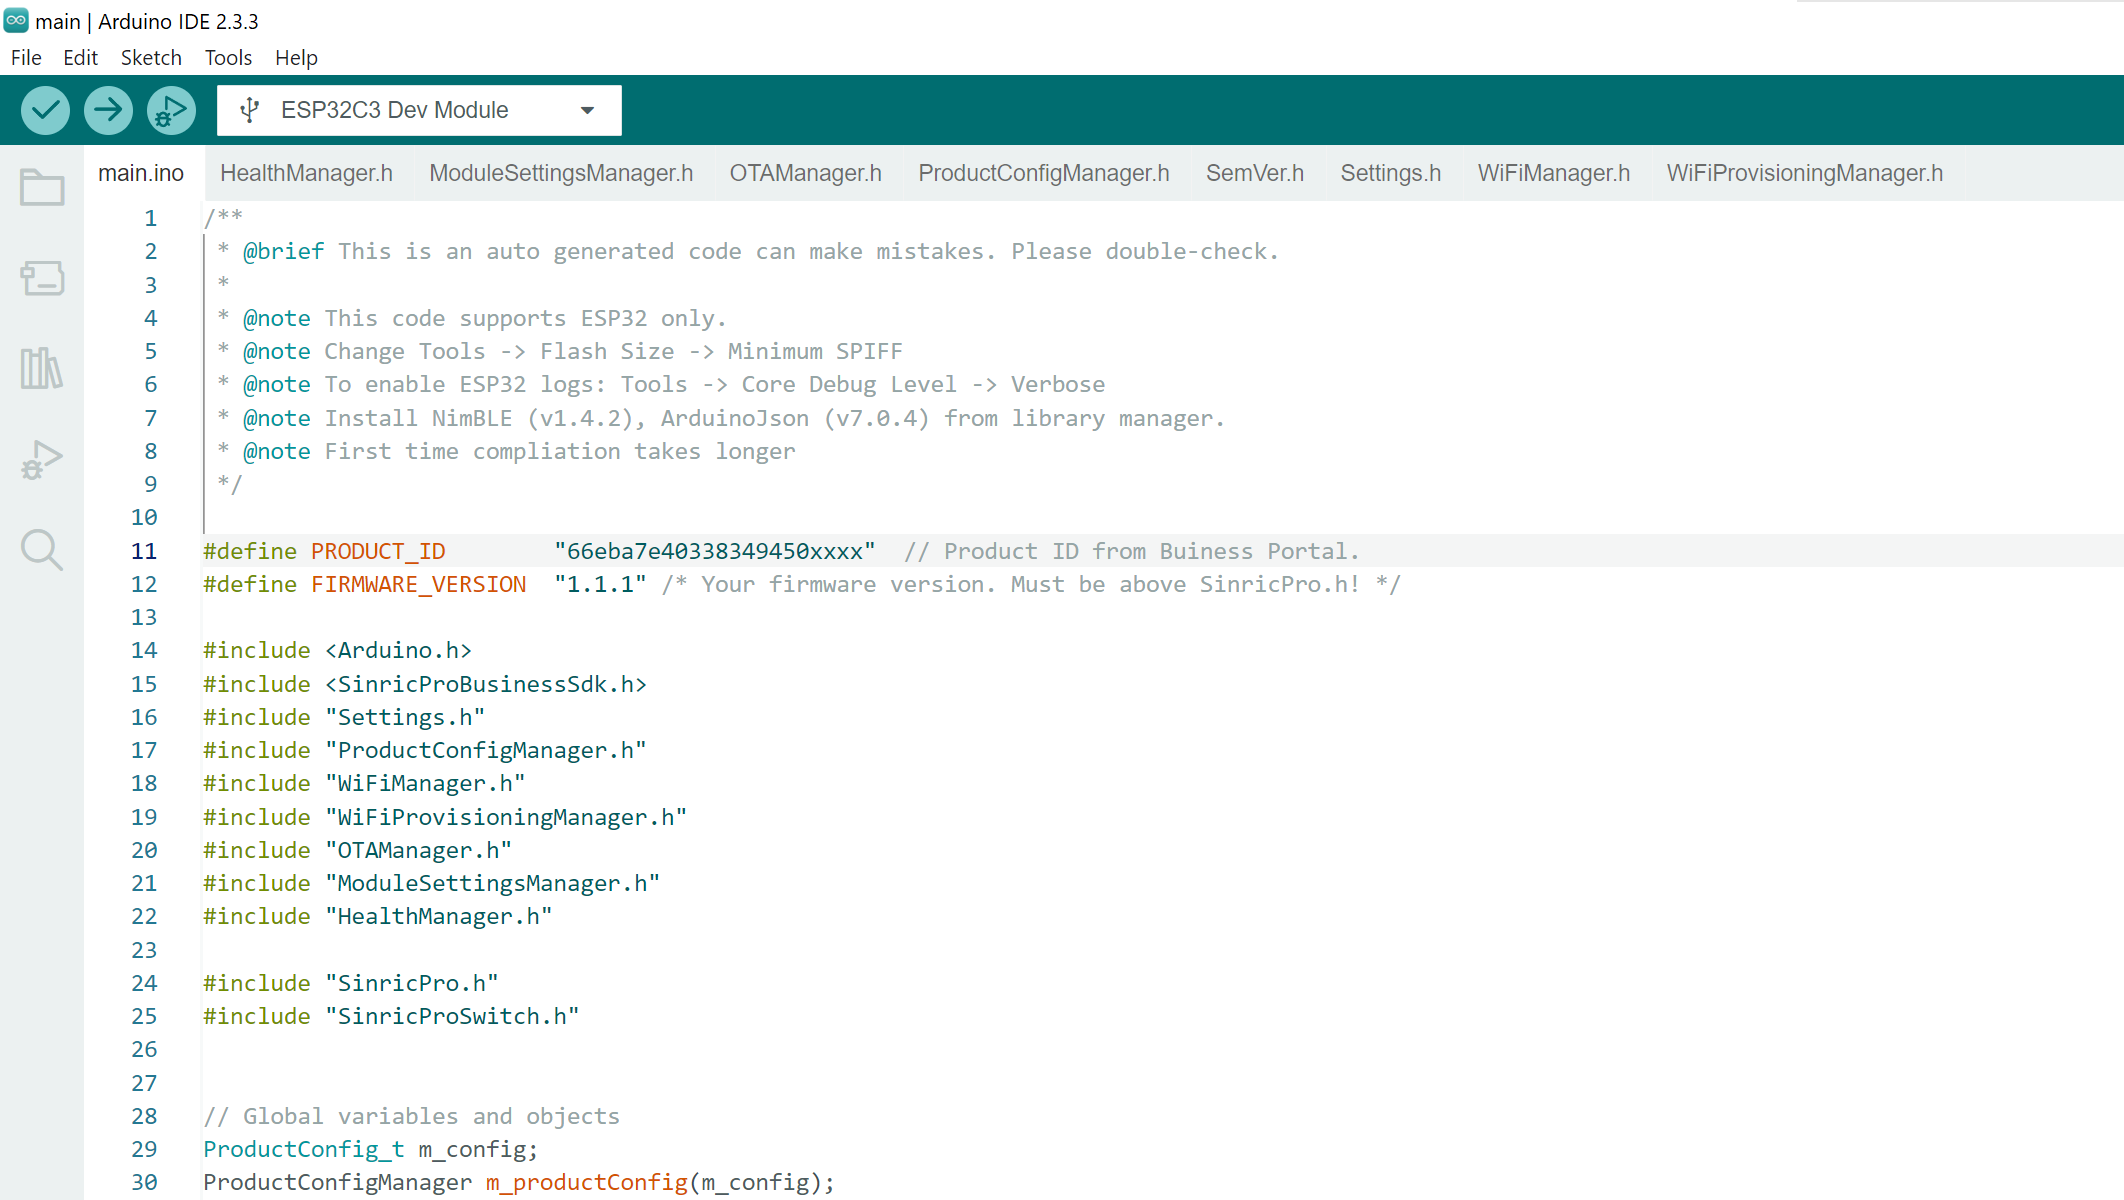 main | Arduino IDE 2.3.3
File Edit Sketch Tools Help
ESP32C3 Dev Module
main.ino HealthManager.h ModuleSettingsManager.h OTAManager.h ProductConfigManager.h SemVer.h Settings.h WiFiManager.h WiFiProvisioningManager.h
1 /**
2 * @brief This is an auto generated code can make mistakes. Please double-check.
3 *
4 * @note This code supports ESP32 only.
5 * @note Change Tools -> Flash Size -> Minimum SPIFF
6 * @note To enable ESP32 logs: Tools -> Core Debug Level -> Verbose
7 * @note Install NimBLE (v1.4.2), ArduinoJson (v7.0.4) from library manager.
8 * @note First time compliation takes longer
9 */
10
11 #define PRODUCT_ID "66eba7e40338349450xxxx" // Product ID from Buiness Portal.
12 #define FIRMWARE_VERSION "1.1.1" /* Your firmware version. Must be above SinricPro.h! */
13
14 #include <Arduino.h>
15 #include <SinricProBusinessSdk.h>
16 #include "Settings.h"
17 #include "ProductConfigManager.h"
18 #include "WiFiManager.h"
19 #include "WiFiProvisioningManager.h"
20 #include "OTAManager.h"
21 #include "ModuleSettingsManager.h"
22 #include "HealthManager.h"
23
24 #include "SinricPro.h"
25 #include "SinricProSwitch.h"
26
27
28 // Global variables and objects
29 ProductConfig_t m_config;
30 ProductConfigManager m_productConfig(m_config);